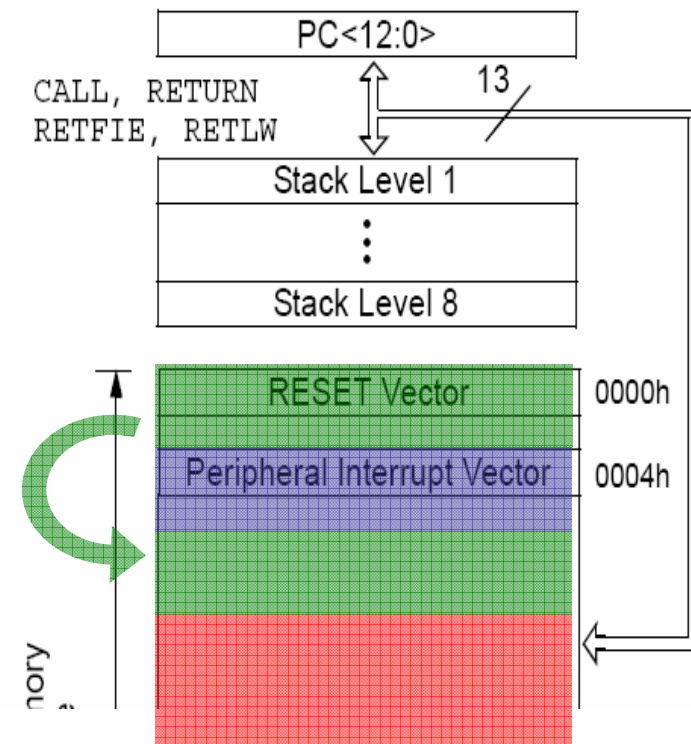 PC<12:0>
CALL, RETURN
RETFIE, RETLW
13
Stack Level 1
Stack Level 8
RESET Vector
0000h
Peripheral Interrupt Vector
0004h